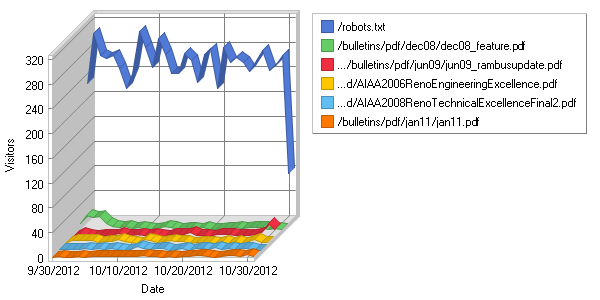 /robots.txt
/bulletins/pdf/dec08/dec08_feature.pdf
.../bulletins/pdf/jun09/jun09_rambusupdate.pdf
...d/AIAA2006RenoEngineeringExcellence.pdf
...d/AIAA2008RenoTechnicalExcellenceFinal2.pdf
/bulletins/pdf/jan11/jan11.pdf
320
280
240
200
160
120
80
40
0
Visitors
9/30/2012 10/10/2012 10/20/2012 10/30/2012
Date